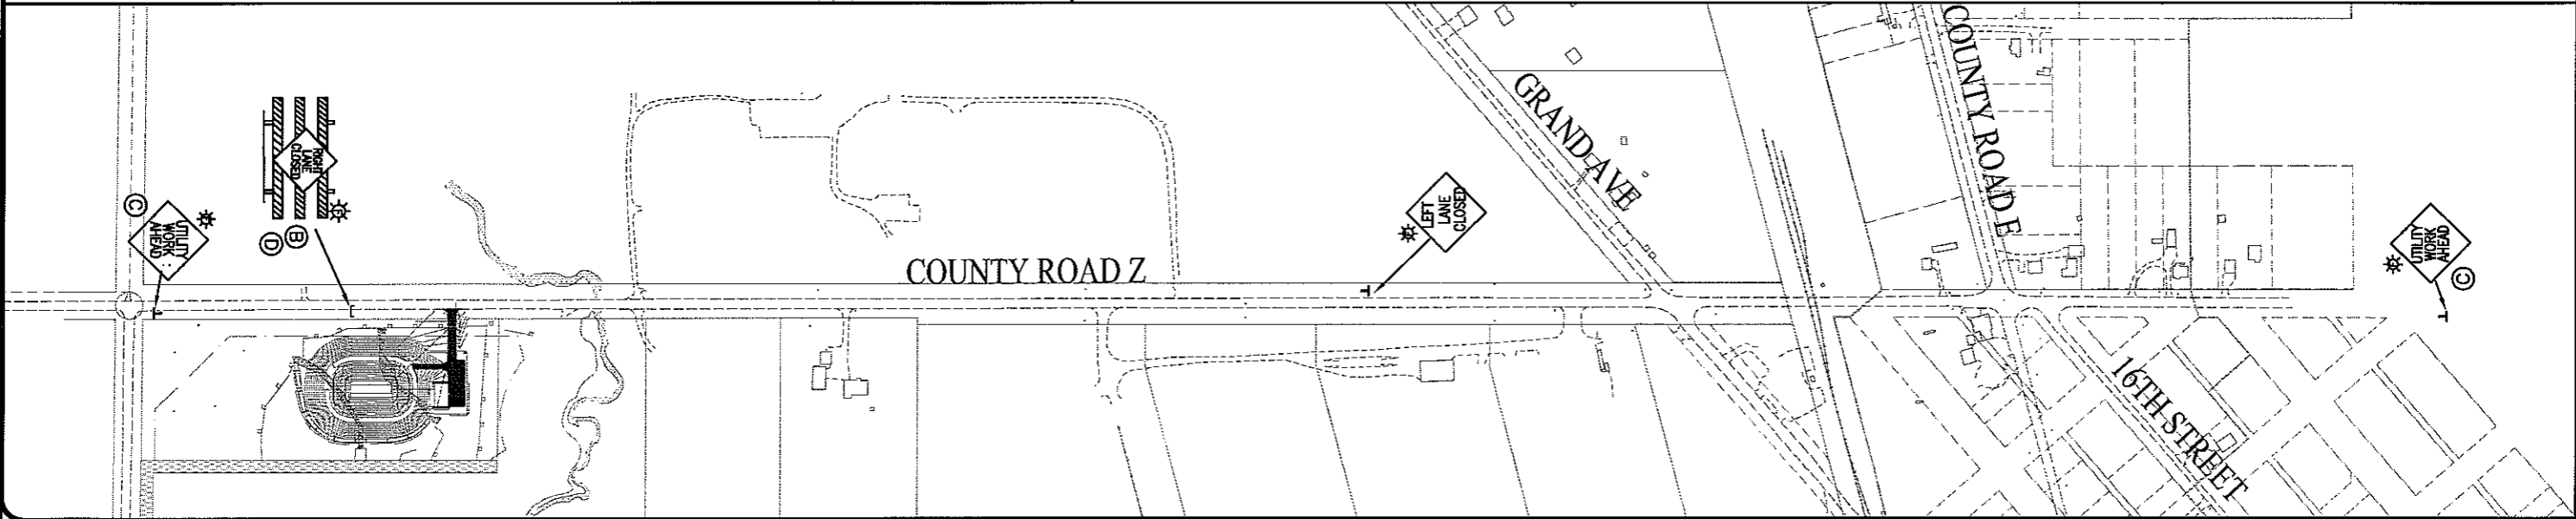 UTILITY
WORK
AHEAD
C
RIGHT
LANE
CLOSED
D
B
COUNTY ROAD Z
LEFT
LANE
CLOSED
GRAND AVE
COUNTY ROAD E
16TH STREET
UTILITY
WORK
AHEAD
C